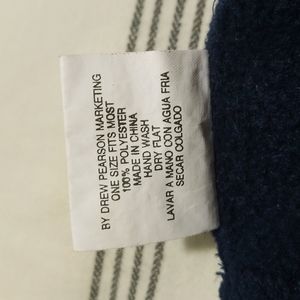 BY DREW PEARSON MARKETING
ONE SIZE FITS MOST
100% POLYESTER
MADE IN CHINA
HAND WASH
DRY FLAT
LAVAR A MANO CON AGUA FRIA
SECAR COLGADO